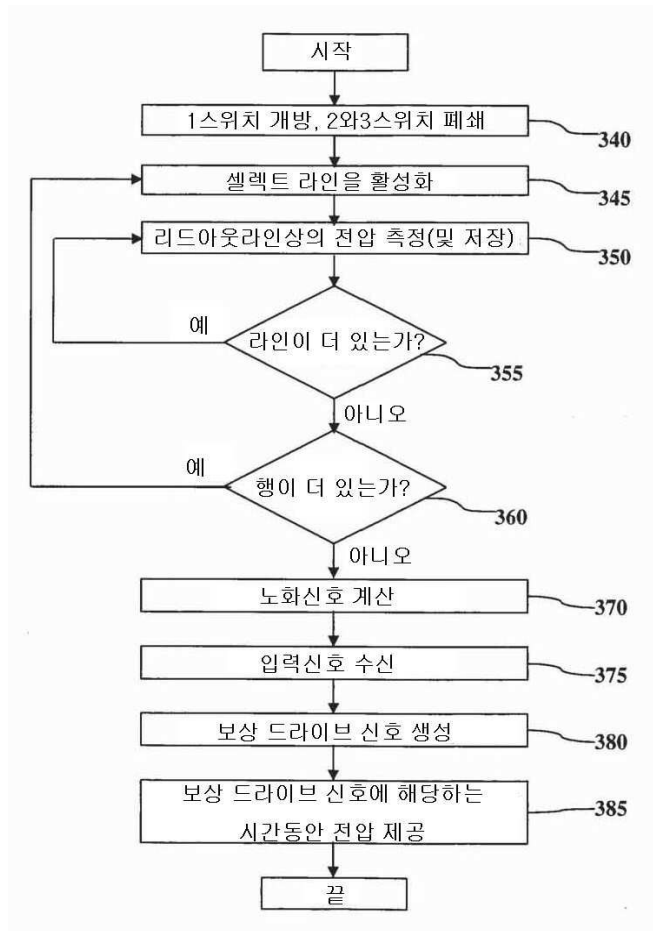 시작
1스위치 개방, 2와3스위치 폐쇄
340
셀렉트 라인을 활성화
345
리드아웃라인상의 전압 측정(및 저장)
350
예
라인이 더 있는가?
355
아니오
예
행이 더 있는가?
360
아니오
노화신호 계산
370
입력신호 수신
375
보상 드라이브 신호 생성
380
보상 드라이브 신호에 해당하는
시간동안 전압 제공
385
끝